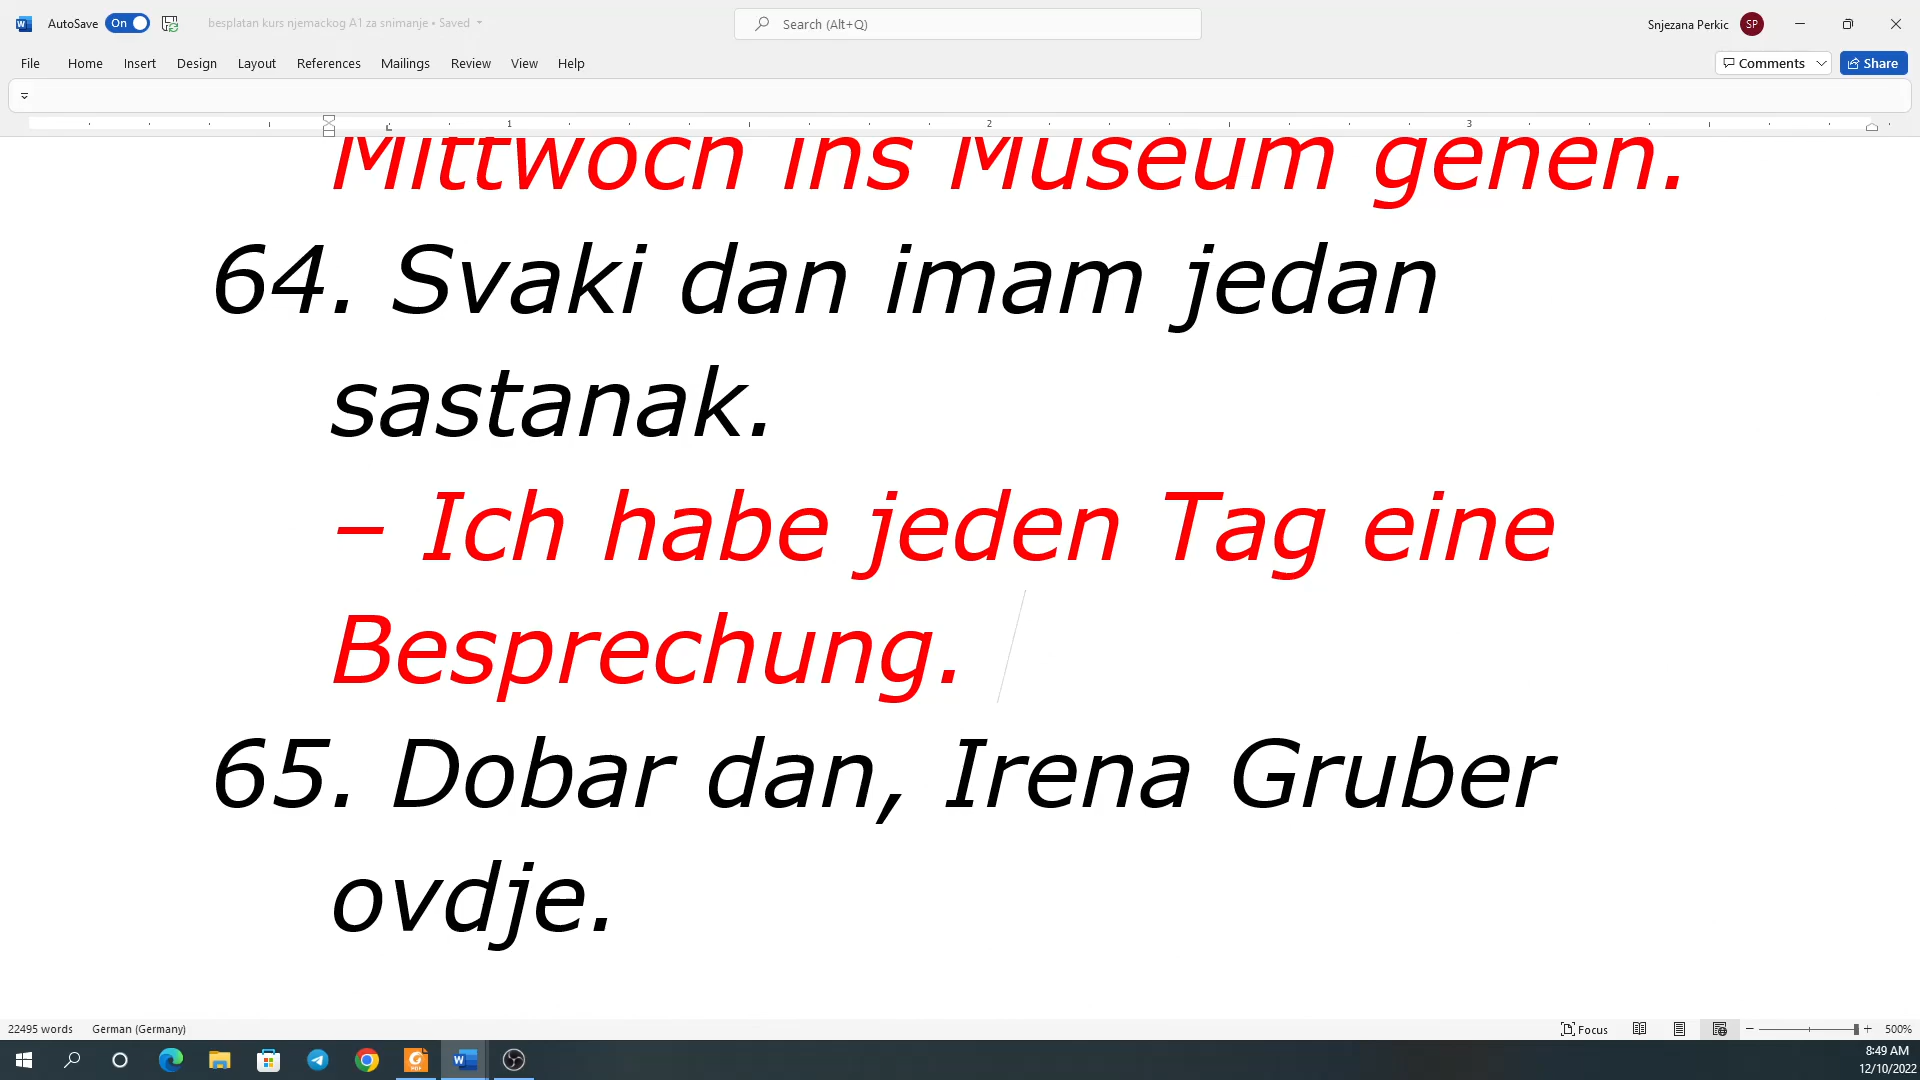 AutoSave On besplatan kurs njemackog A1 za snimanje • Saved Search (Alt+Q) Snjezana Perkic SP
File Home Insert Design Layout References Mailings Review View Help Comments Share
1 2 3
Mittwoch ins Museum gehen.
64. Svaki dan imam jedan
sastanak.
– Ich habe jeden Tag eine
Besprechung.
65. Dobar dan, Irena Gruber
ovdje.
22495 words German (Germany) Focus 500%
8:49 AM
12/10/2022